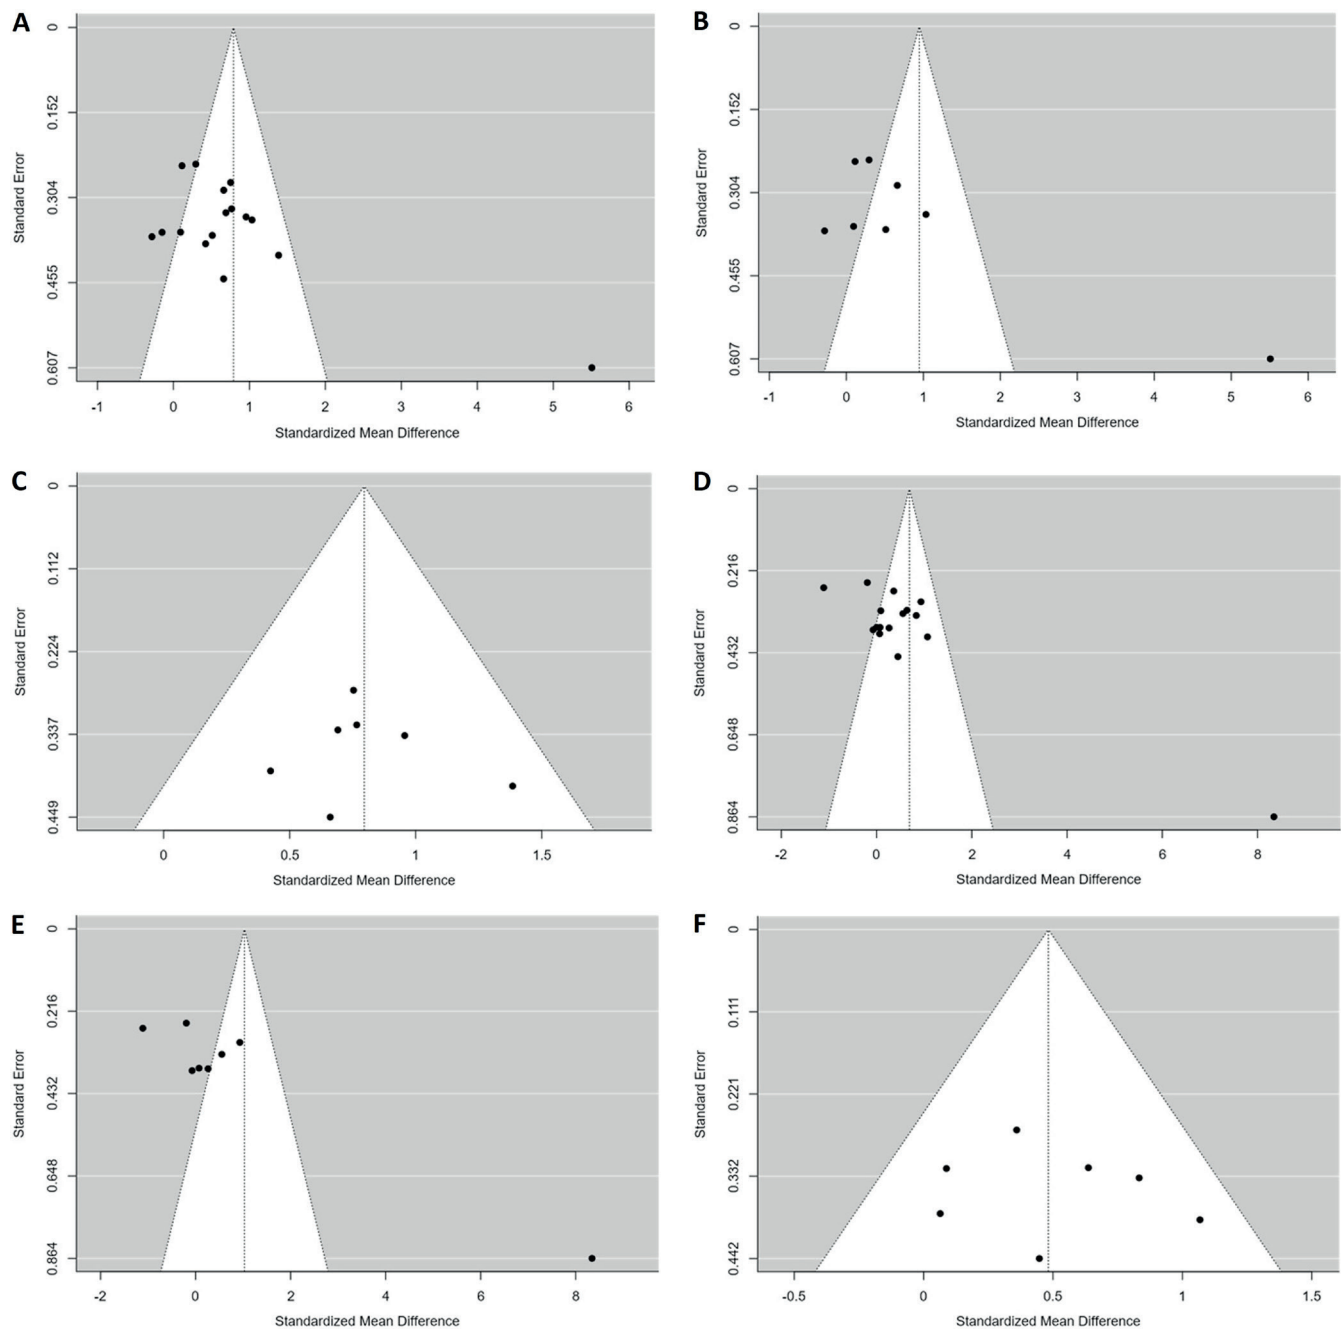 A
0
0.152
0.304
0.455
0.607
Standard Error
-1 0 1 2 3 4 5 6
Standardized Mean Difference
B
0
0.152
0.304
0.455
0.607
Standard Error
-1 0 1 2 3 4 5 6
Standardized Mean Difference
C
0
0.112
0.224
0.337
0.449
Standard Error
0 0.5 1 1.5
Standardized Mean Difference
D
0
0.216
0.432
0.648
0.864
Standard Error
-2 0 2 4 6 8
Standardized Mean Difference
E
0
0.216
0.432
0.648
0.864
Standard Error
-2 0 2 4 6 8
Standardized Mean Difference
F
0
0.111
0.221
0.332
0.442
Standard Error
-0.5 0 0.5 1 1.5
Standardized Mean Difference